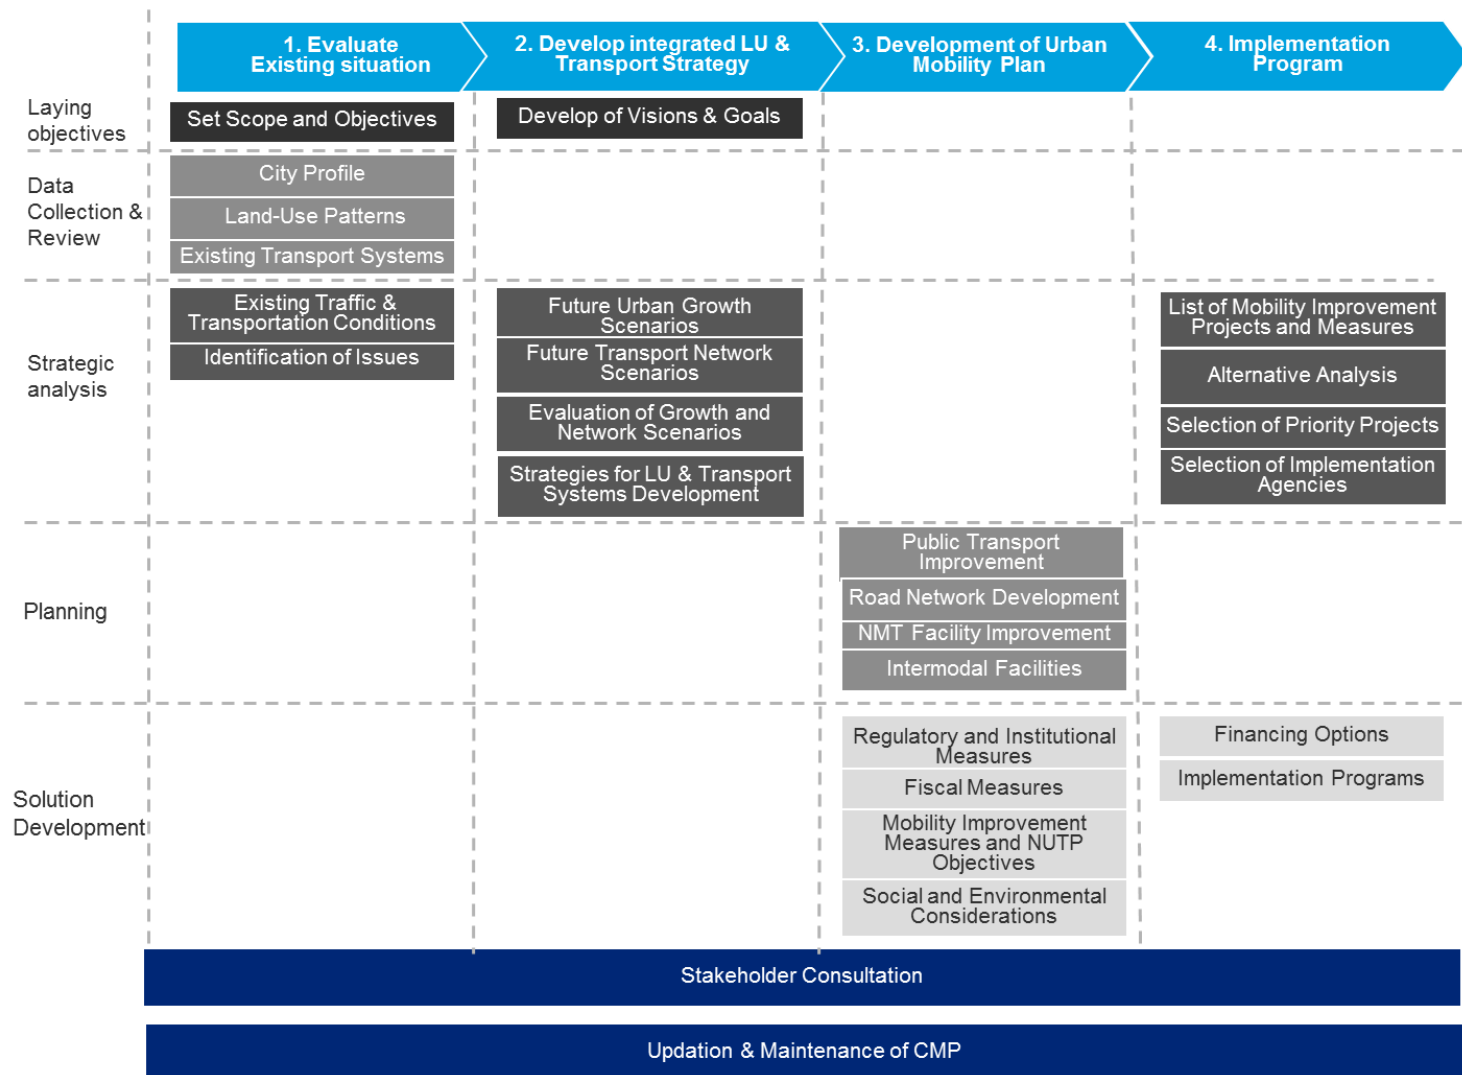 1. Evaluate
Existing situation
2. Develop integrated LU &
Transport Strategy
3. Development of Urban
Mobility Plan
4. Implementation
Program
Laying
objectives
Set Scope and Objectives
Develop of Visions & Goals
Data
Collection &
Review
City Profile
Land-Use Patterns
Existing Transport Systems
Strategic
analysis
Existing Traffic &
Transportation Conditions
Identification of Issues
Future Urban Growth
Scenarios
Future Transport Network
Scenarios
Evaluation of Growth and
Network Scenarios
Strategies for LU & Transport
Systems Development
List of Mobility Improvement
Projects and Measures
Alternative Analysis
Selection of Priority Projects
Selection of Implementation
Agencies
Planning
Public Transport
Improvement
Road Network Development
NMT Facility Improvement
Intermodal Facilities
Solution
Development
Regulatory and Institutional
Measures
Fiscal Measures
Mobility Improvement
Measures and NUTP
Objectives
Social and Environmental
Considerations
Financing Options
Implementation Programs
Stakeholder Consultation
Updation & Maintenance of CMP